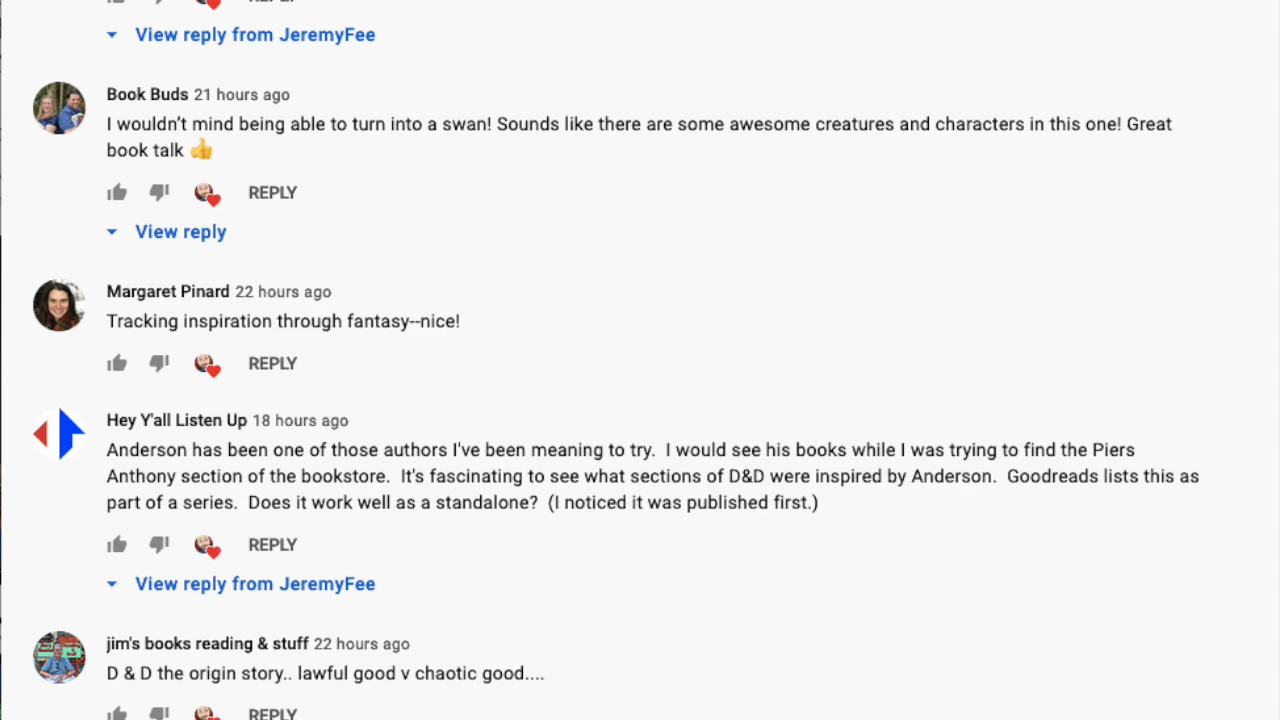 REPLY
View reply from JeremyFee
Book Buds 21 hours ago
I wouldn't mind being able to turn into a swan! Sounds like there are some awesome creatures and characters in this one! Great
book talk 👍
REPLY
View reply
Margaret Pinard 22 hours ago
Tracking inspiration through fantasy--nice!
REPLY
Hey Y'all Listen Up 18 hours ago
Anderson has been one of those authors I've been meaning to try.  I would see his books while I was trying to find the Piers
Anthony section of the bookstore.  It's fascinating to see what sections of D&D were inspired by Anderson.  Goodreads lists this as
part of a series.  Does it work well as a standalone?  (I noticed it was published first.)
REPLY
View reply from JeremyFee
jim's books reading & stuff 22 hours ago
D & D the origin story.. lawful good v chaotic good....
REPLY